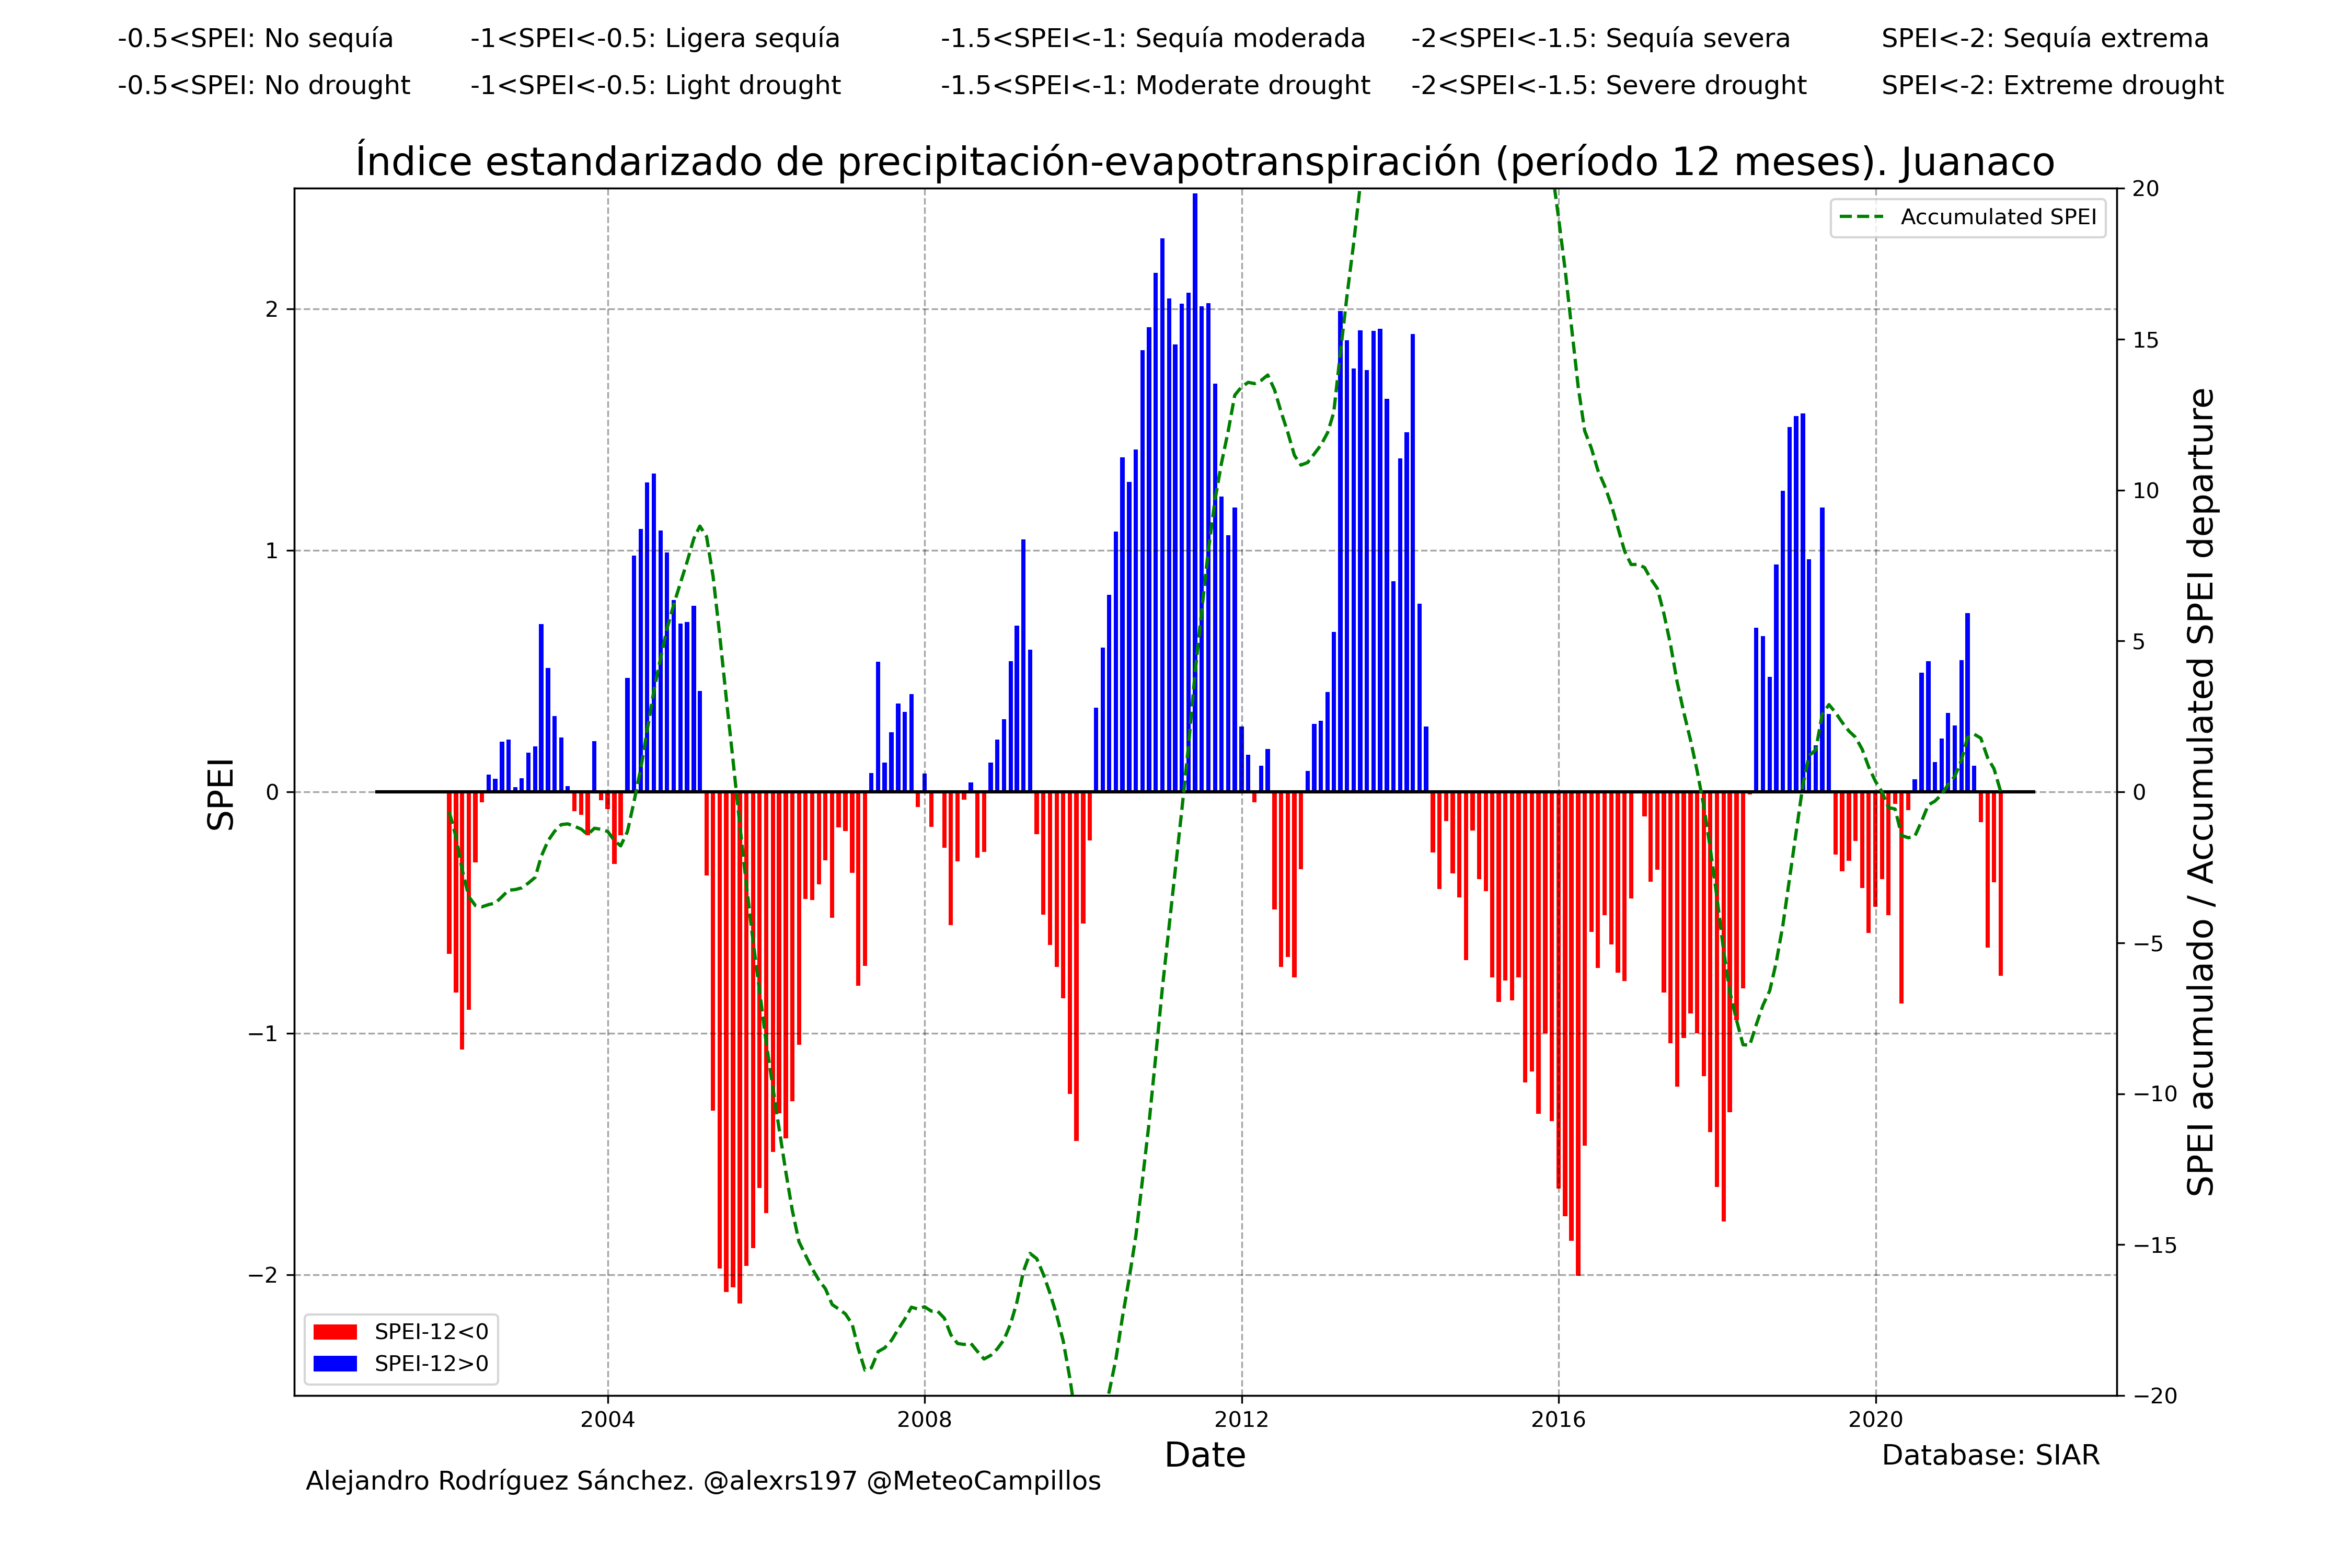 -0.5<SPEI: No sequía -1<SPEI<-0.5: Ligera sequía -1.5<SPEI<-1: Sequía moderada -2<SPEI<-1.5: Sequía severa SPEI<-2: Sequía extrema
-0.5<SPEI: No drought -1<SPEI<-0.5: Light drought -1.5<SPEI<-1: Moderate drought -2<SPEI<-1.5: Severe drought SPEI<-2: Extreme drought
Índice estandarizado de precipitación-evapotranspiración (período 12 meses). Juanaco
Accumulated SPEI
SPEI
2
1
0
−1
−2
20
15
10
5
0
−5
−10
−15
−20
SPEI acumulado / Accumulated SPEI departure
SPEI-12<0
SPEI-12>0
2004 2008 2012 2016 2020
Date
Database: SIAR
Alejandro Rodríguez Sánchez. @alexrs197 @MeteoCampillos